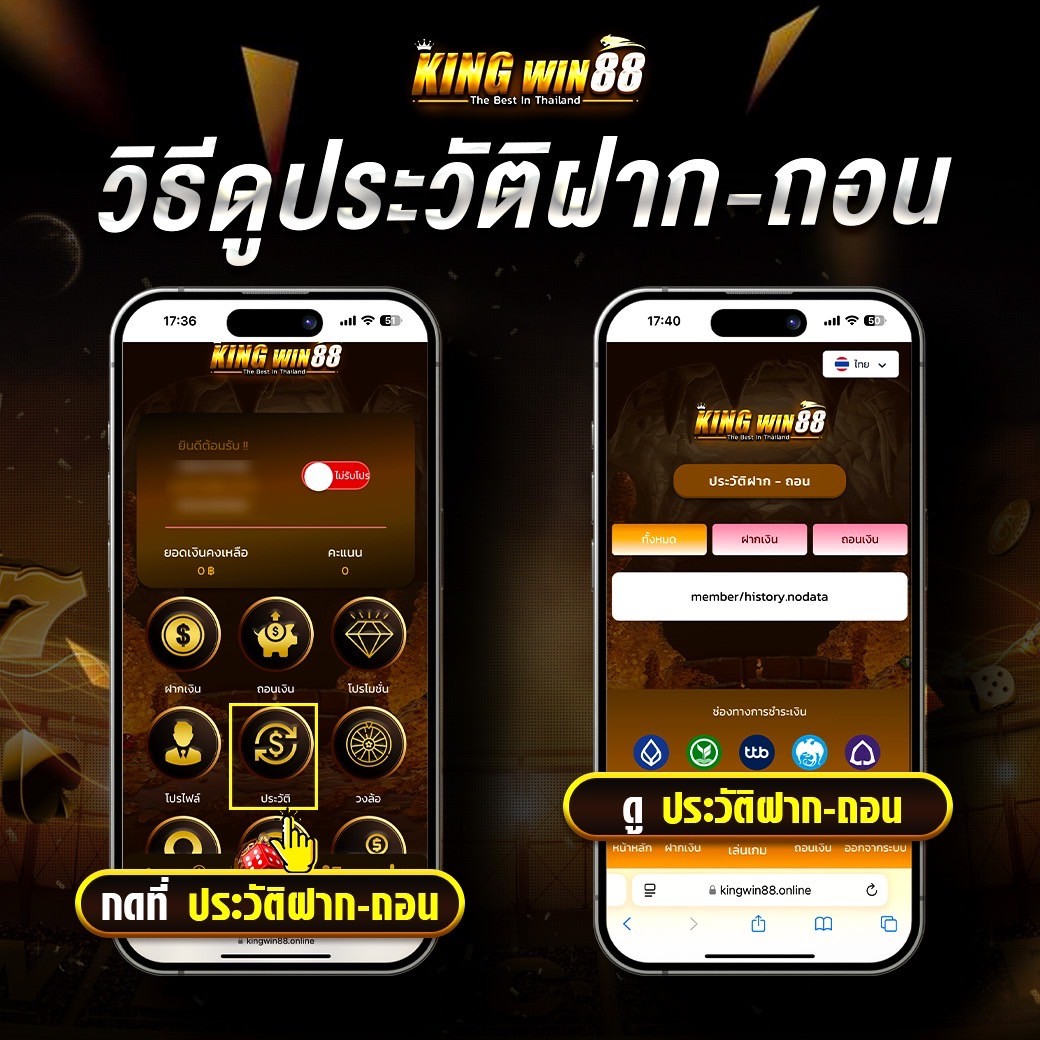 KING WIN88
The Best In Thailand
วิธีดูประวัติฝาก-ถอน
17:36
51
KING WIN88
The Best In Thailand
ยินดีต้อนรับ !!
ไม่รับโปร
ยอดเงินคงเหลือ คะแนน
0 ฿ 0
ฝากเงิน ถอนเงิน โปรโมชั่น
โปรไฟล์ ประวัติ วงล้อ
กดที่ ประวัติฝาก-ถอน
kingwin88.online
17:40
50
ไทย
KING WIN88
The Best In Thailand
ประวัติฝาก - ถอน
ทั้งหมด ฝากเงิน ถอนเงิน
member/history.nodata
ช่องทางการชำระเงิน
ttb
ดู ประวัติฝาก-ถอน
หน้าหลัก ฝากเงิน เล่นเกม ถอนเงิน ออกจากระบบ
kingwin88.online